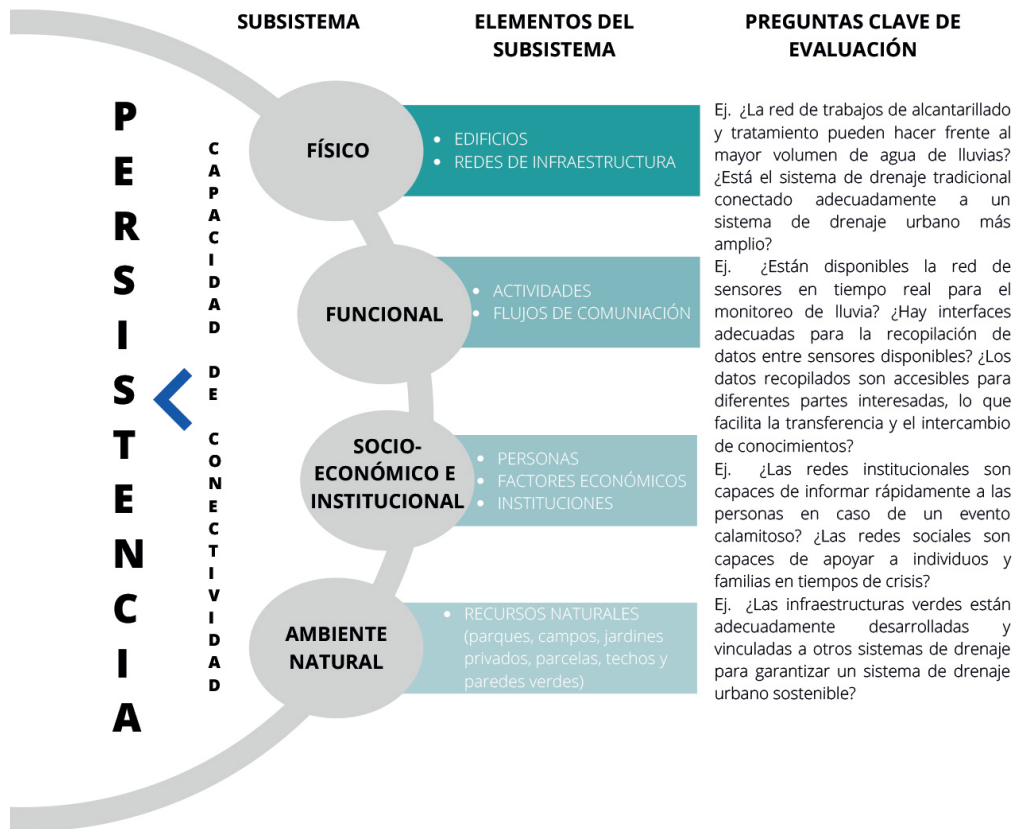 SUBSISTEMA
ELEMENTOS DEL
SUBSISTEMA
PREGUNTAS CLAVE DE
EVALUACIÓN
PERSISTENCIA
CAPACIDAD DE CONECTIVIDAD
FÍSICO
• EDIFICIOS
• REDES DE INFRAESTRUCTURA
Ej. ¿La red de trabajos de alcantarillado
y tratamiento pueden hacer frente al
mayor volumen de agua de lluvias?
¿Está el sistema de drenaje tradicional
conectado adecuadamente a un
sistema de drenaje urbano más
amplio?
FUNCIONAL
• ACTIVIDADES
• FLUJOS DE COMUNIACIÓN
Ej. ¿Están disponibles la red de
sensores en tiempo real para el
monitoreo de lluvia? ¿Hay interfaces
adecuadas para la recopilación de
datos entre sensores disponibles? ¿Los
datos recopilados son accesibles para
diferentes partes interesadas, lo que
facilita la transferencia y el intercambio
de conocimientos?
SOCIO-
ECONÓMICO E
INSTITUCIONAL
• PERSONAS
• FACTORES ECONÓMICOS
• INSTITUCIONES
Ej. ¿Las redes institucionales son
capaces de informar rápidamente a las
personas en caso de un evento
calamitoso? ¿Las redes sociales son
capaces de apoyar a individuos y
familias en tiempos de crisis?
AMBIENTE
NATURAL
• RECURSOS NATURALES
(parques, campos, jardines
privados, parcelas, techos y
paredes verdes)
Ej. ¿Las infraestructuras verdes están
adecuadamente desarrolladas y
vinculadas a otros sistemas de drenaje
para garantizar un sistema de drenaje
urbano sostenible?